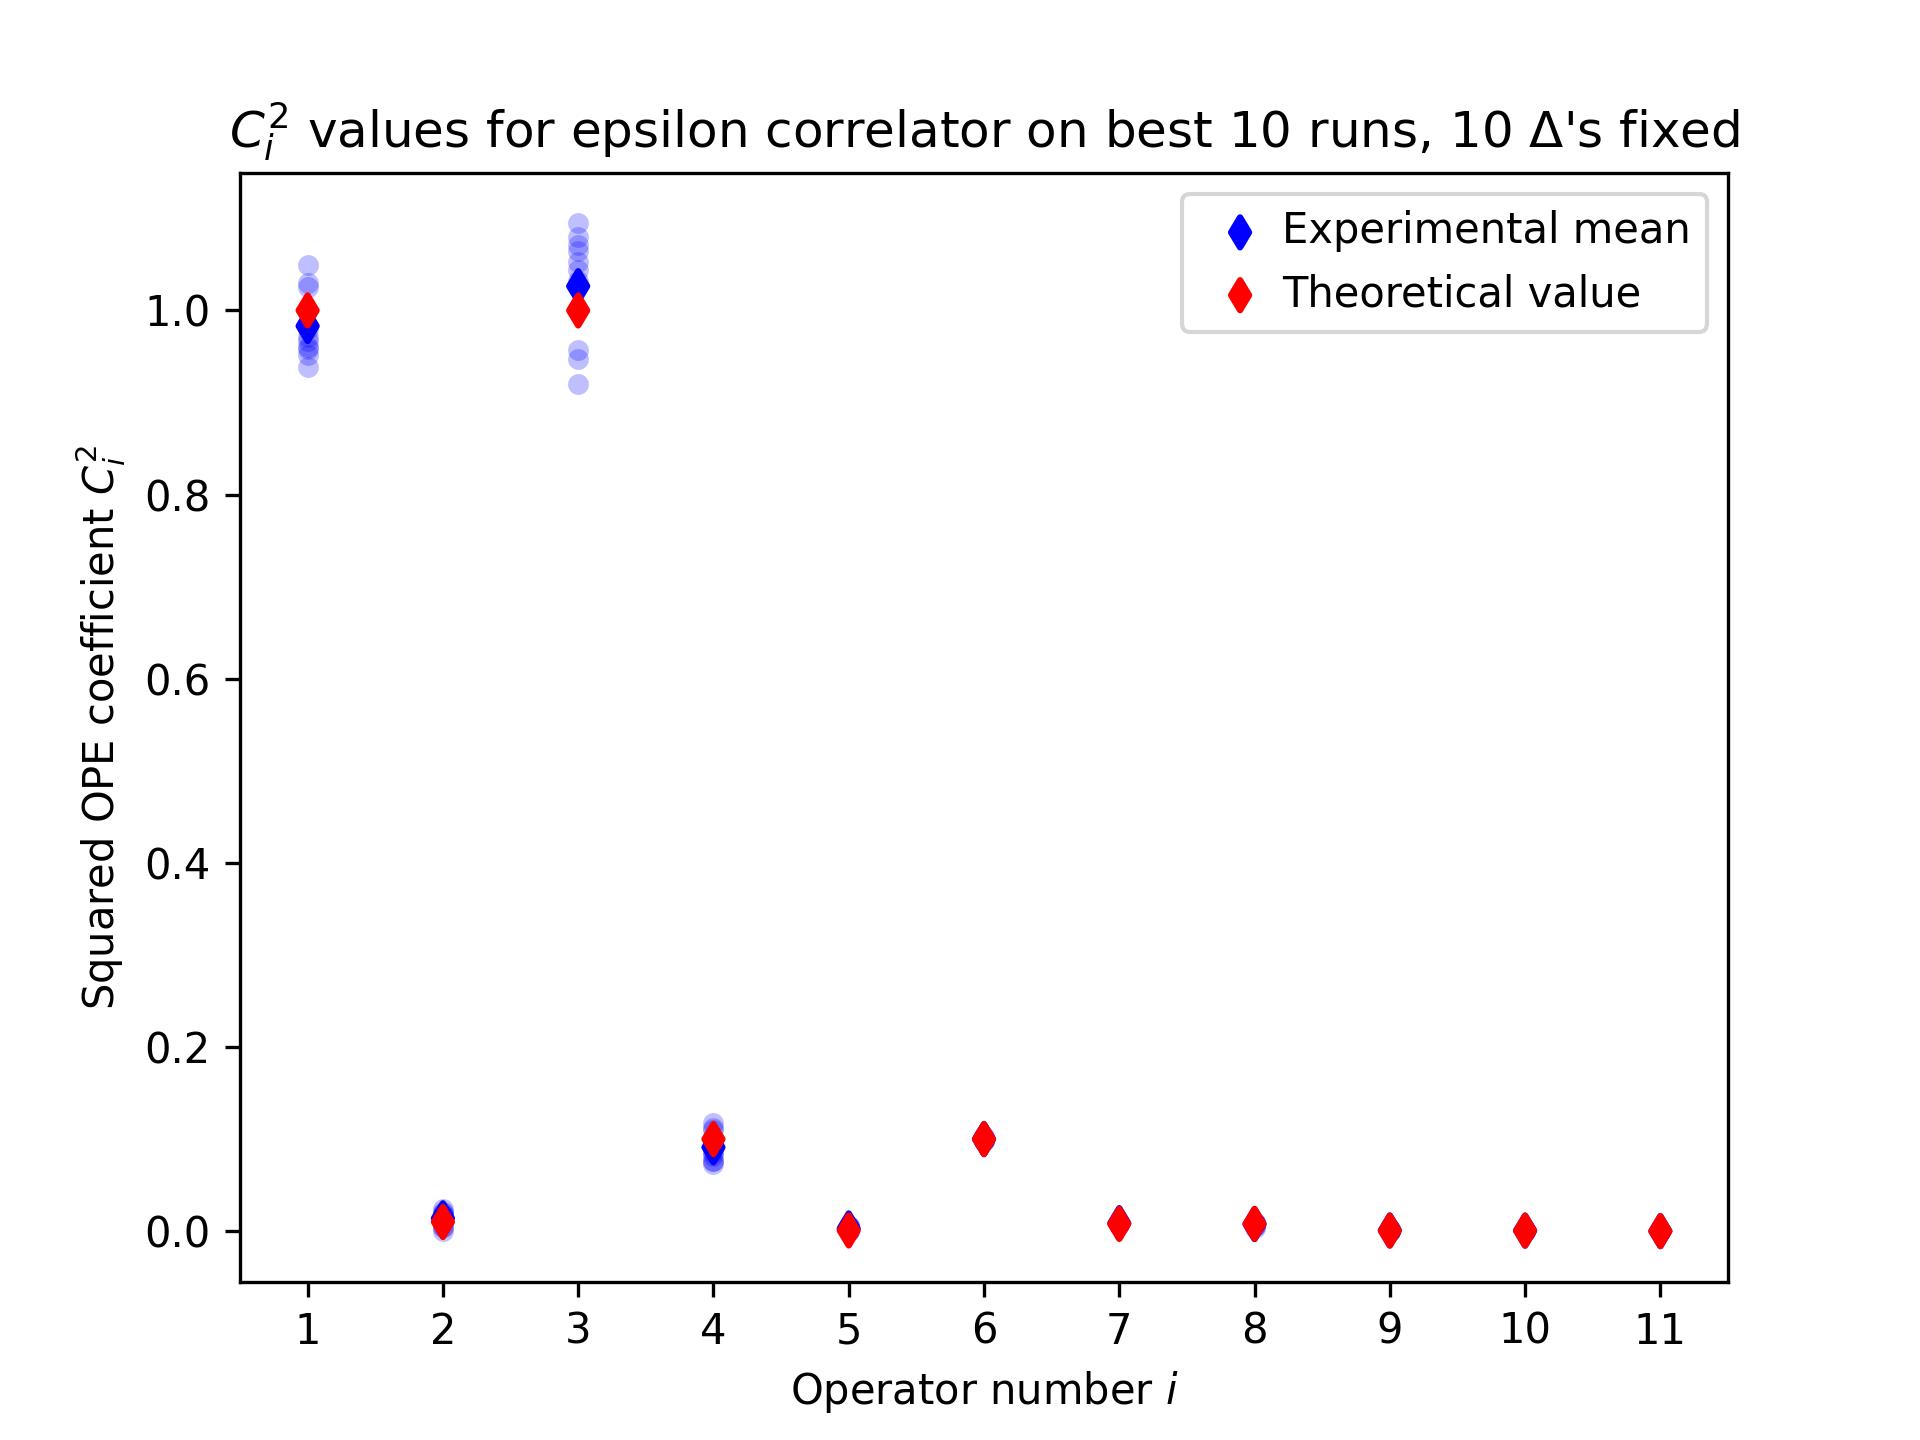 $C_i^2$ values for epsilon correlator on best 10 runs, 10 Δ's fixed
Experimental mean
Theoretical value
Squared OPE coefficient $C_i^2$
1.0
0.8
0.6
0.4
0.2
0.0
1 2 3 4 5 6 7 8 9 10 11
Operator number $i$